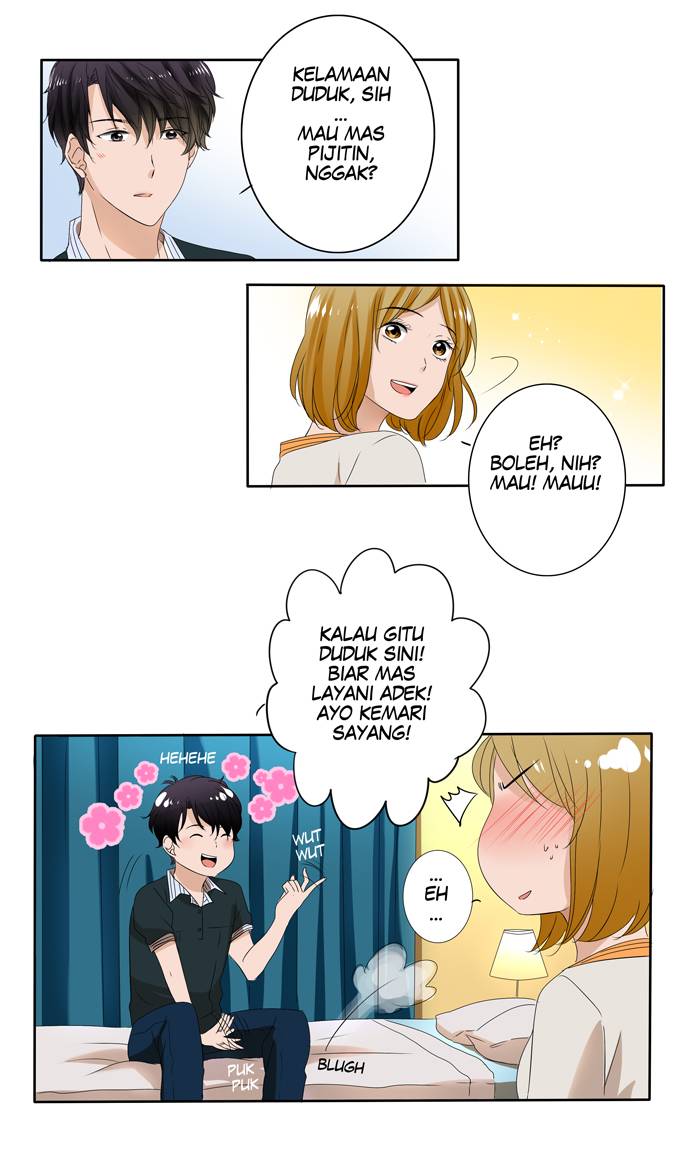 KELAMAAN
DUDUK, SIH
...
MAU MAS
PIJITIN,
NGGAK?
EH?
BOLEH, NIH?
MAU! MAUU!
KALAU GITU
DUDUK SINI!
BIAR MAS
LAYANI ADEK!
AYO KEMARI
SAYANG!
HEHEHE
WUT
WUT
...
EH
...
PUK
PUK
BLUGH